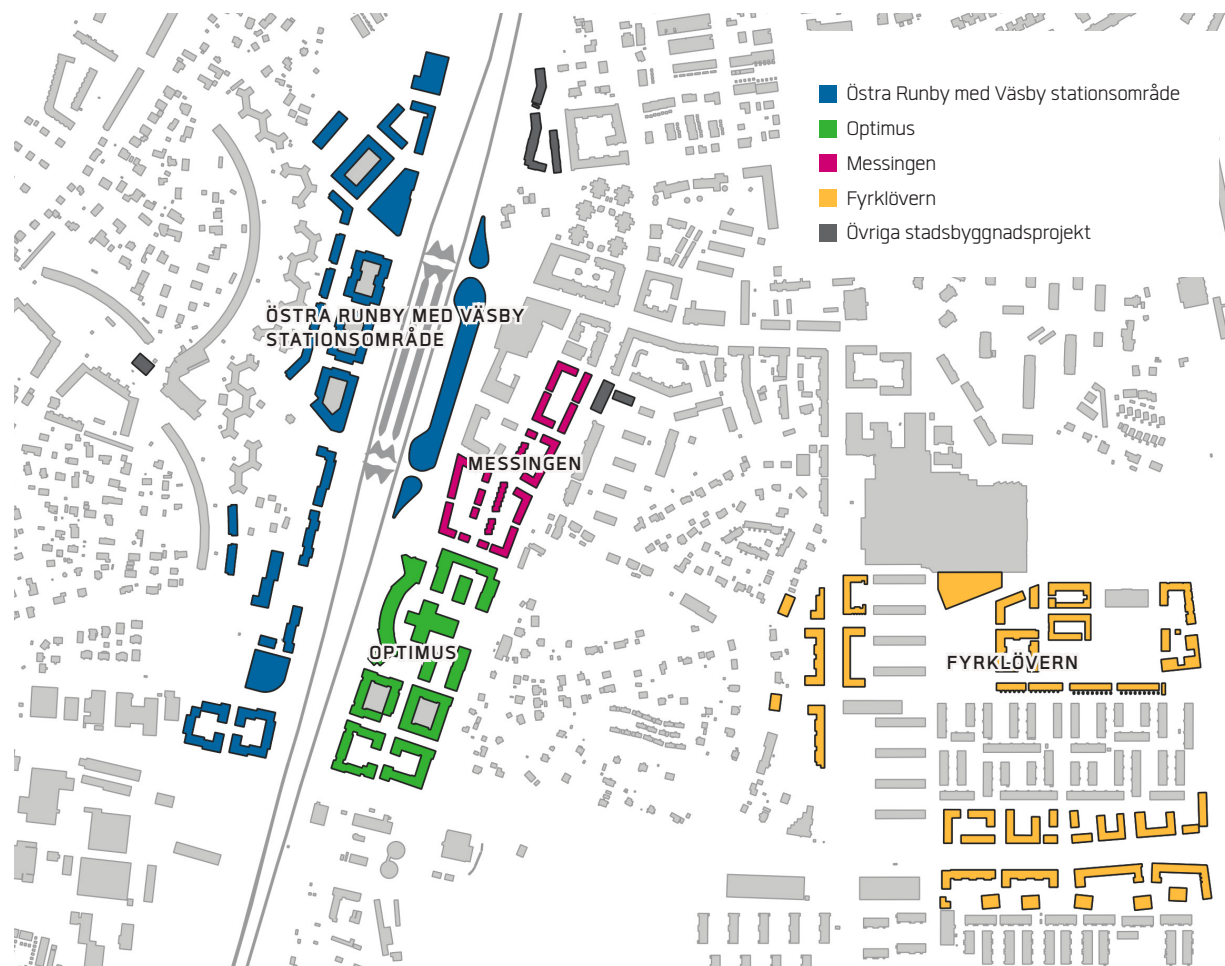 Östra Runby med Väsby stationsområde
Optimus
Messingen
Fyrklövern
Övriga stadsbyggnadsprojekt
ÖSTRA RUNBY MED VÄSBY
STATIONSOMRÅDE
MESSINGEN
OPTIMUS
FYRKLÖVERN